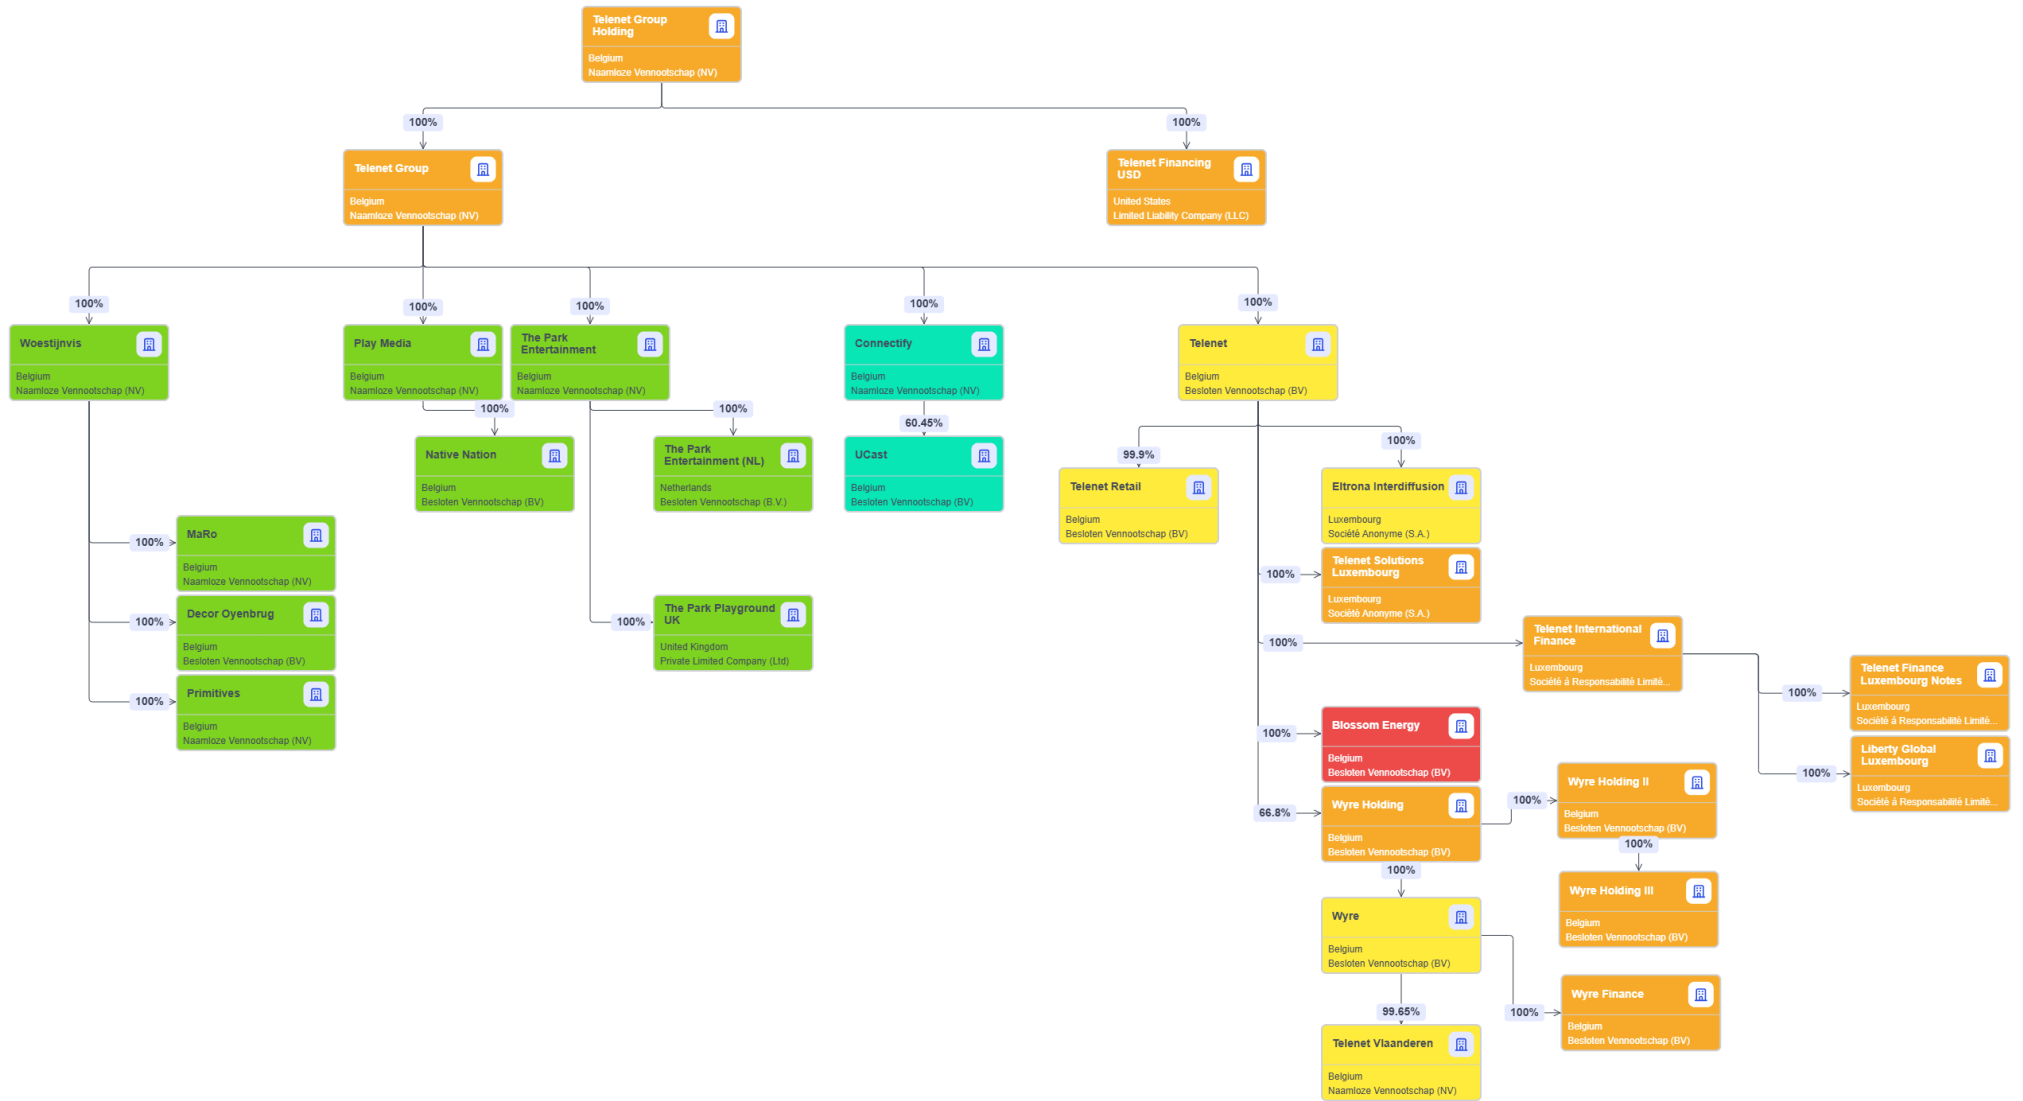 Telenet Group
Holding
Belgium
Naamloze Vennootschap (NV)
100%
100%
Telenet Group
Belgium
Naamloze Vennootschap (NV)
Telenet Financing
USD
United States
Limited Liability Company (LLC)
100%
100%
100%
100%
100%
Woestijnvis
Belgium
Naamloze Vennootschap (NV)
Play Media
Belgium
Naamloze Vennootschap (NV)
The Park
Entertainment
Belgium
Naamloze Vennootschap (NV)
Connectify
Belgium
Naamloze Vennootschap (NV)
Telenet
Belgium
Besloten Vennootschap (BV)
100%
100%
60.45%
99.9%
100%
Native Nation
Belgium
Besloten Vennootschap (BV)
The Park
Entertainment (NL)
Netherlands
Besloten Vennootschap (B.V.)
UCast
Belgium
Besloten Vennootschap (BV)
Telenet Retail
Belgium
Besloten Vennootschap (BV)
Eltrona Interdiffusion
Luxembourg
Société Anonyme (S.A.)
100%
MaRo
Belgium
Naamloze Vennootschap (NV)
100%
Telenet Solutions
Luxembourg
Luxembourg
Société Anonyme (S.A.)
100%
Decor Oyenbrug
Belgium
Besloten Vennootschap (BV)
100%
The Park Playground
UK
United Kingdom
Private Limited Company (Ltd)
100%
Telenet International
Finance
Luxembourg
Société à Responsabilité Limité...
100%
Primitives
Belgium
Naamloze Vennootschap (NV)
100%
Telenet Finance
Luxembourg Notes
Luxembourg
Société à Responsabilité Limité...
100%
Blossom Energy
Belgium
Besloten Vennootschap (BV)
100%
Liberty Global
Luxembourg
Luxembourg
Société à Responsabilité Limité...
66.8%
Wyre Holding
Belgium
Besloten Vennootschap (BV)
100%
Wyre Holding II
Belgium
Besloten Vennootschap (BV)
100%
Wyre Holding III
Belgium
Besloten Vennootschap (BV)
100%
Wyre
Belgium
Besloten Vennootschap (BV)
100%
Wyre Finance
Belgium
Besloten Vennootschap (BV)
99.65%
Telenet Vlaanderen
Belgium
Naamloze Vennootschap (NV)